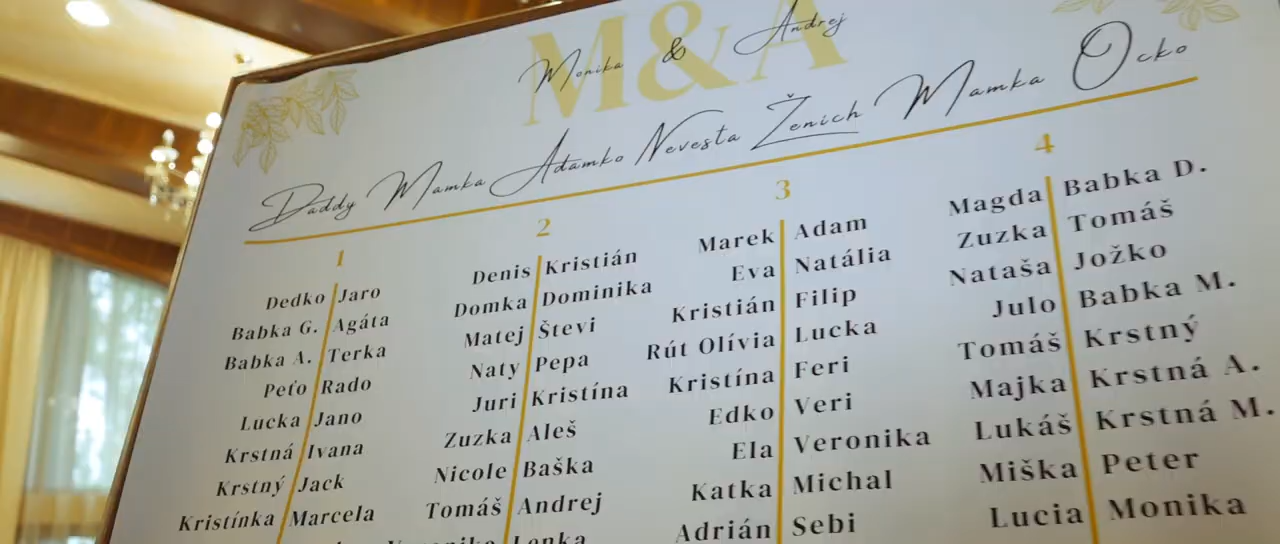 M&A
Monika & Andrej
Daddy Mamka Adamko Nevesta Ženich Mamka Ocko
1
Dedko Jaro
Babka G. Agáta
Babka A. Terka
Peťo Rado
Lucka Jano
Krstná Ivana
Krstný Jack
Kristínka Marcela
2
Denis Kristián
Domka Dominika
Matej Števi
Naty Pepa
Juri Kristína
Zuzka Aleš
Nicole Baška
Tomáš Andrej
Lenka
3
Marek Adam
Eva Natália
Kristián Filip
Rút Olívia Lucka
Kristína Feri
Edko Veri
Ela Veronika
Katka Michal
Adrián Sebi
4
Magda Babka D.
Zuzka Tomáš
Nataša Jožko
Julo Babka M.
Tomáš Krstný
Majka Krstná A.
Lukáš Krstná M.
Miška Peter
Lucia Monika